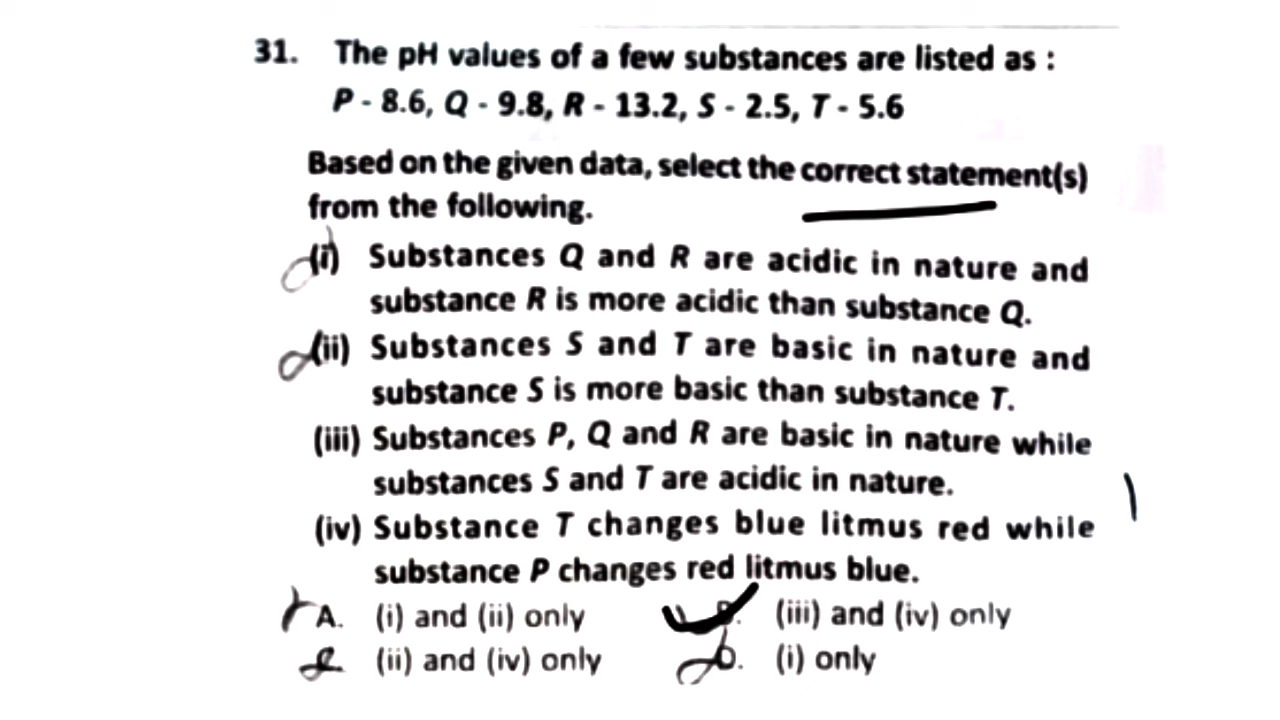 31. The pH values of a few substances are listed as :
P - 8.6, Q - 9.8, R - 13.2, S - 2.5, T - 5.6
Based on the given data, select the correct statement(s)
from the following.
(i) Substances Q and R are acidic in nature and
substance R is more acidic than substance Q.
(ii) Substances S and T are basic in nature and
substance S is more basic than substance T.
(iii) Substances P, Q and R are basic in nature while
substances S and T are acidic in nature.
(iv) Substance T changes blue litmus red while
substance P changes red litmus blue.
A. (i) and (ii) only B. (iii) and (iv) only
(ii) and (iv) only D. (i) only